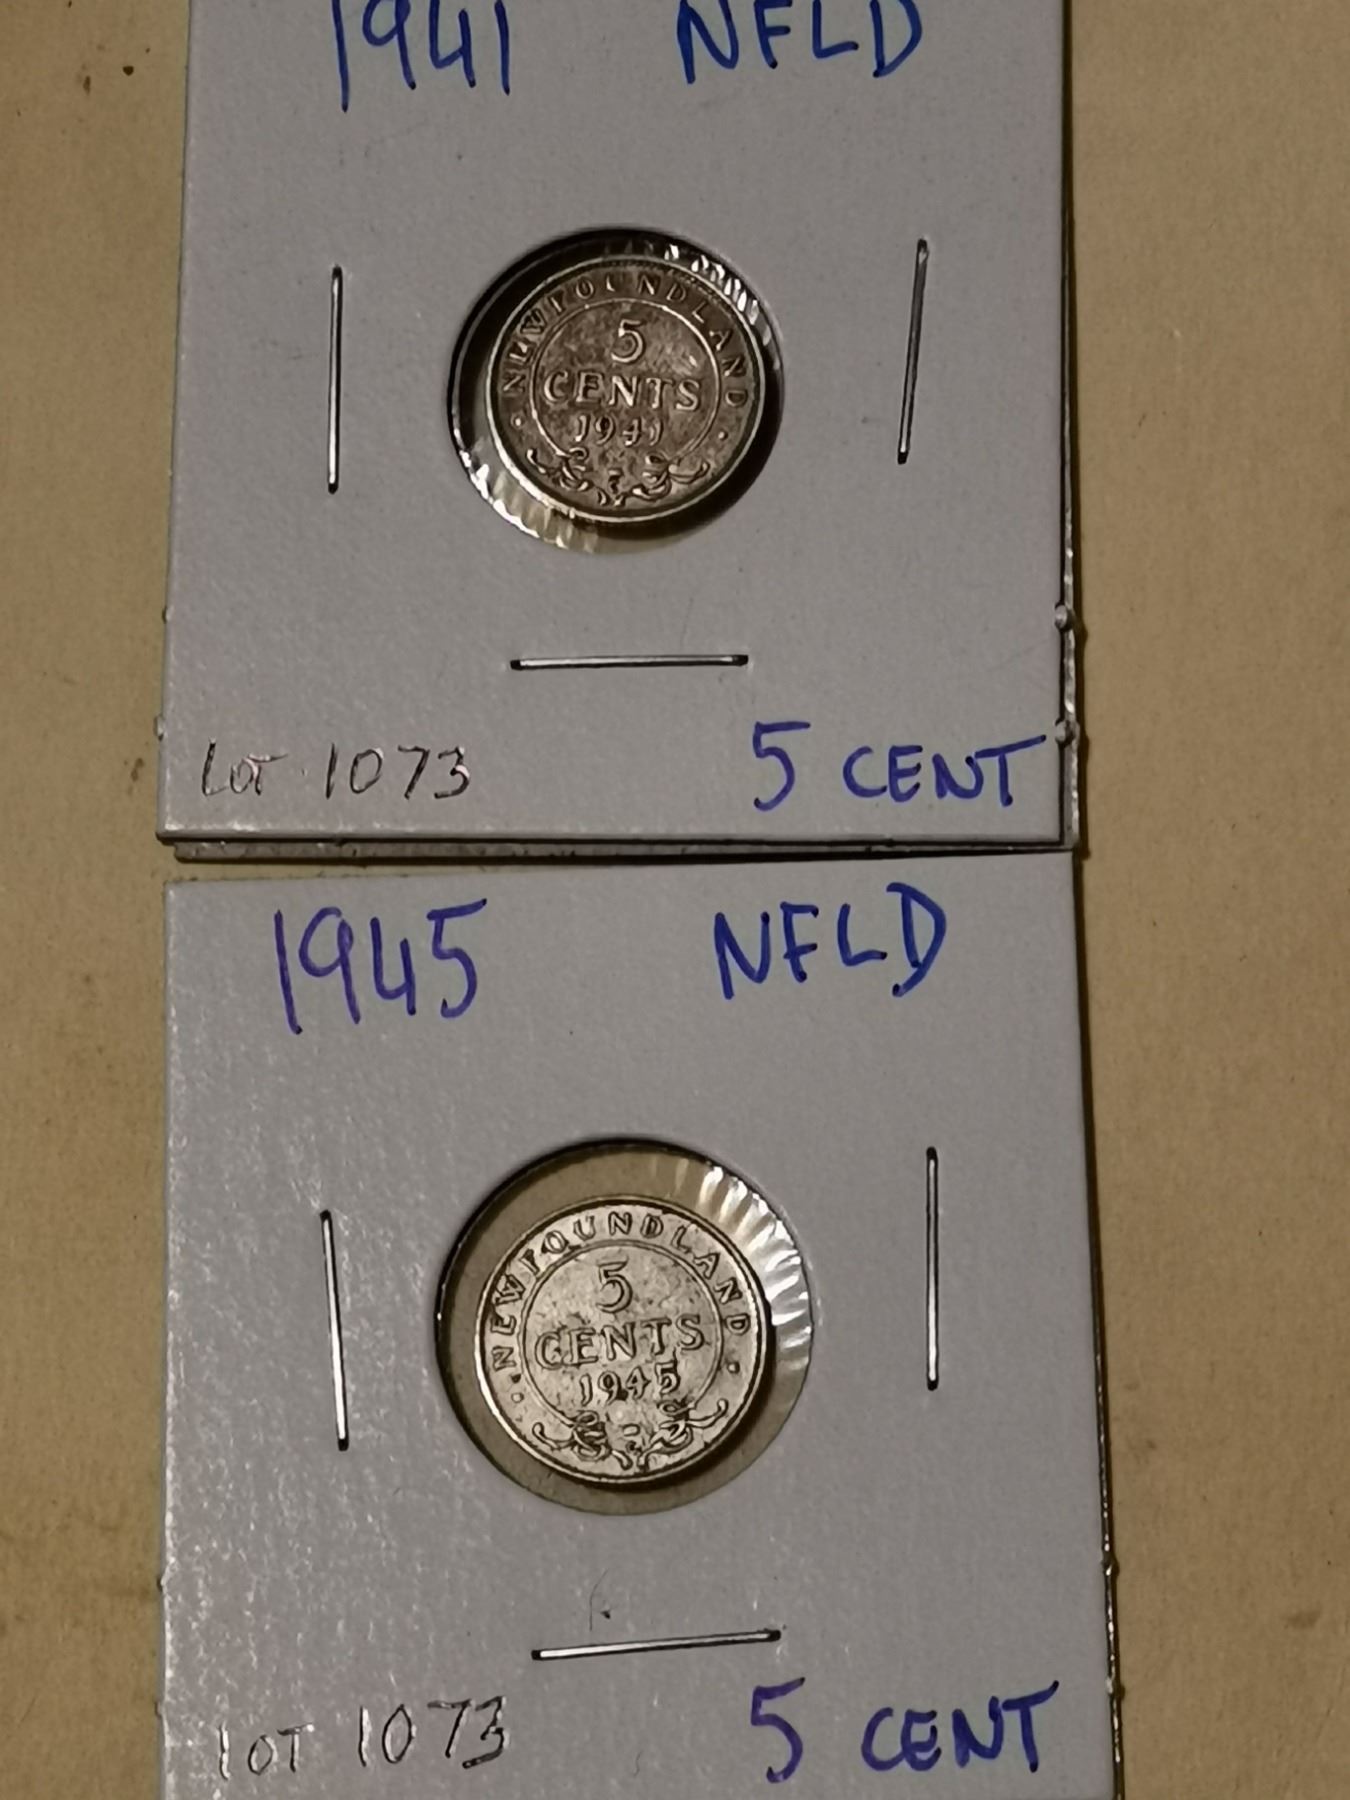 1941 NFLD
NEWFOUNDLAND
5
CENTS
1941
Lot 1073
5 CENT
1945 NFLD
NEWFOUNDLAND
5
CENTS
1945
LOT 1073
5 CENT